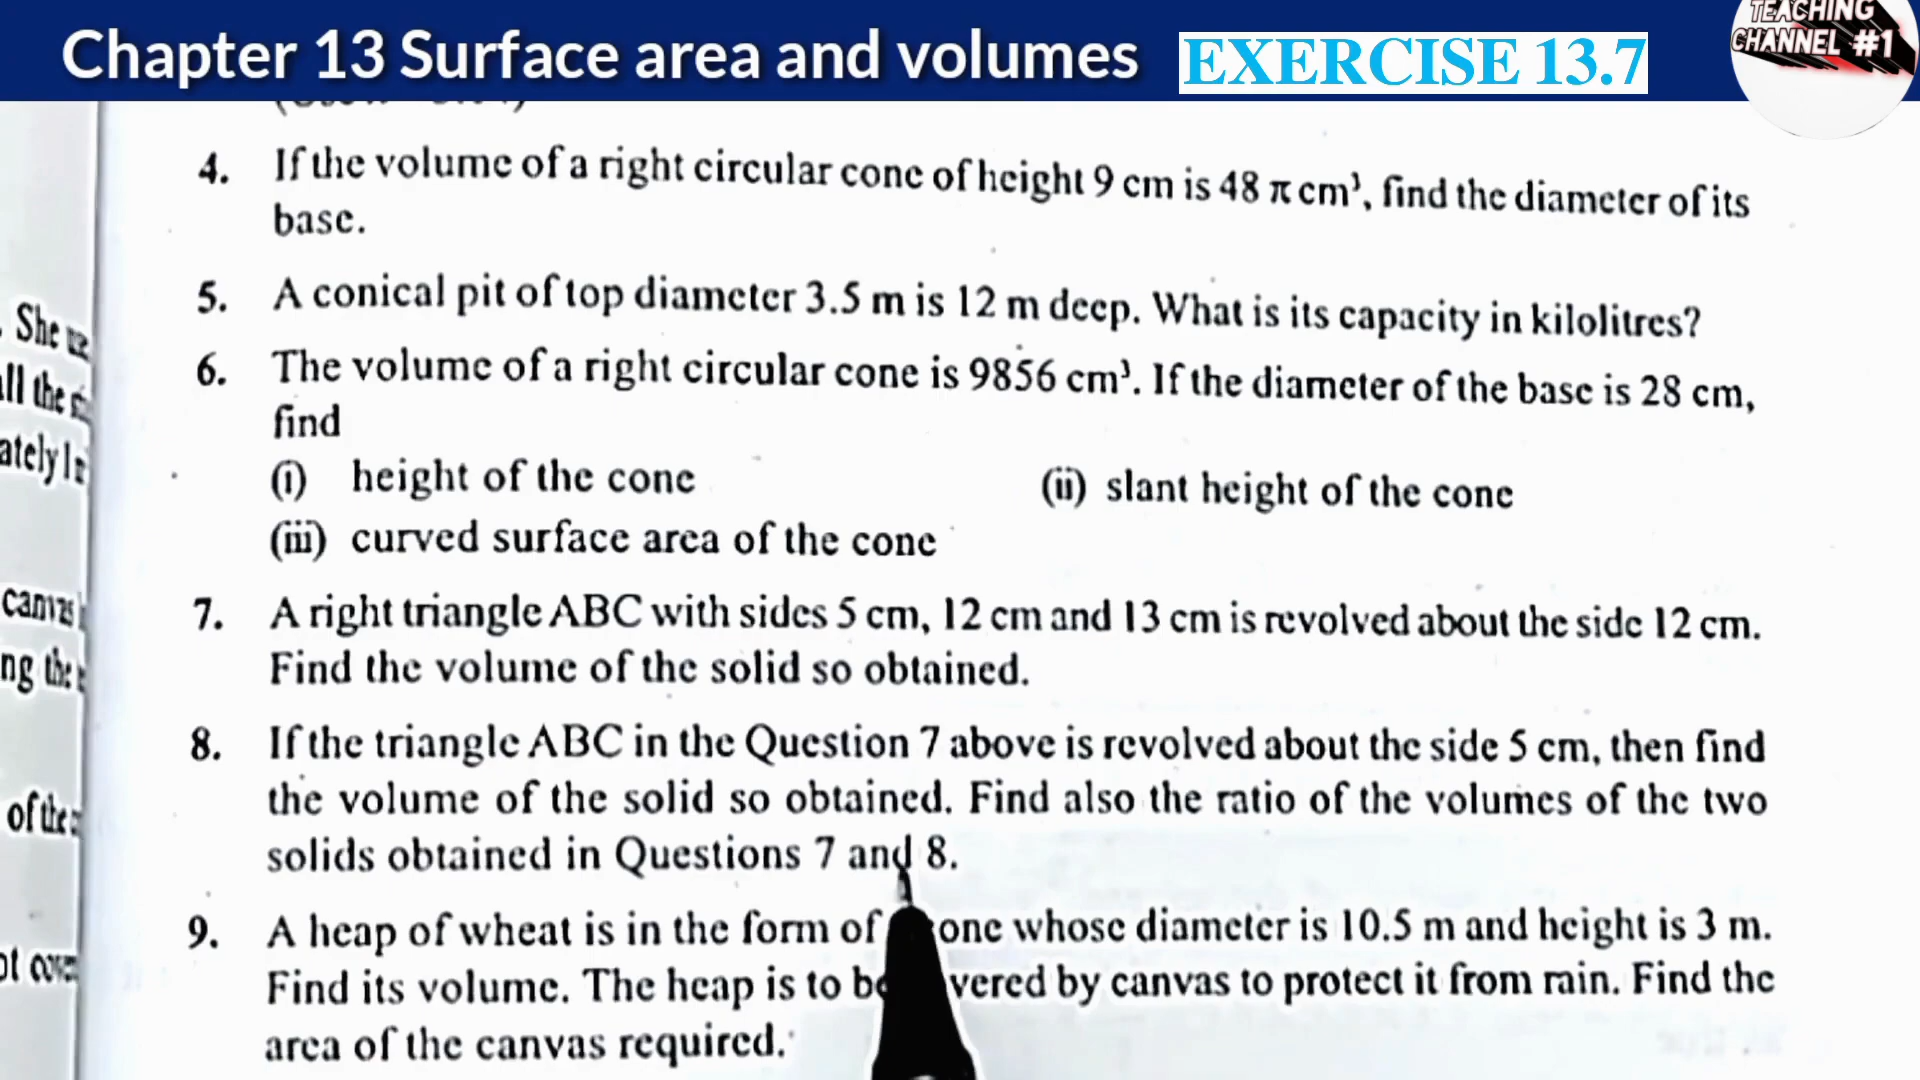 Chapter 13 Surface area and volumes EXERCISE 13.7
TEACHING
CHANNEL #1
4. If the volume of a right circular cone of height 9 cm is 48 π cm³, find the diameter of its
base.
5. A conical pit of top diameter 3.5 m is 12 m deep. What is its capacity in kilolitres?
6. The volume of a right circular cone is 9856 cm³. If the diameter of the base is 28 cm,
find
(i) height of the cone (ii) slant height of the cone
(iii) curved surface area of the cone
7. A right triangle ABC with sides 5 cm, 12 cm and 13 cm is revolved about the side 12 cm.
Find the volume of the solid so obtained.
8. If the triangle ABC in the Question 7 above is revolved about the side 5 cm, then find
the volume of the solid so obtained. Find also the ratio of the volumes of the two
solids obtained in Questions 7 and 8.
9. A heap of wheat is in the form of one whose diameter is 10.5 m and height is 3 m.
Find its volume. The heap is to be vered by canvas to protect it from rain. Find the
area of the canvas required.
She
all the
ately
canvas
ng the
of the